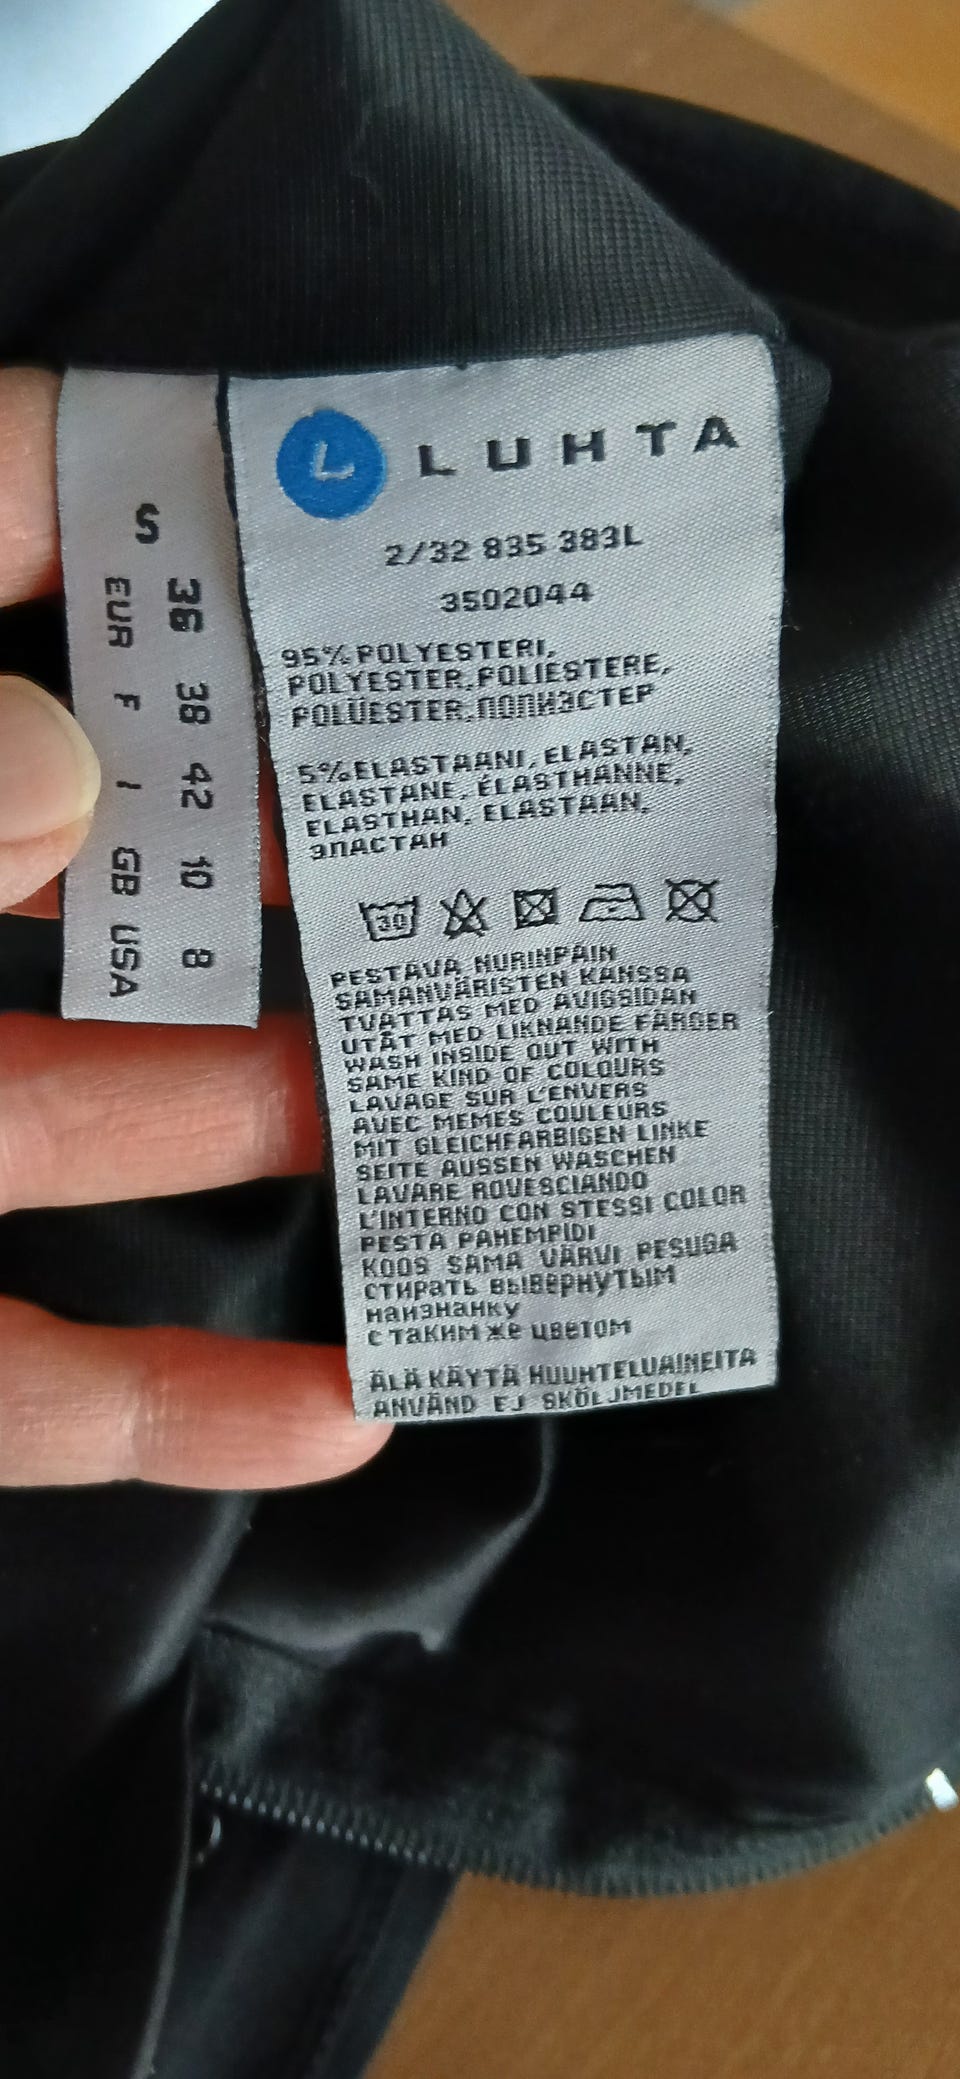 S
36 38 42 10 8
EUR F I GB USA
L LUHTA
2/32 835 383L
3502044
95% POLYESTERI,
POLYESTER, POLIESTERE,
POLÜESTER, ПОЛИЭСТЕР
5% ELASTAANI, ELASTAN,
ELASTANE, ÉLASTHANNE,
ELASTHAN, ELASTAAN,
ЭЛАСТАН
30
PESTÄVÄ NURINPÄIN
SAMANVÄRISTEN KANSSA
TVÄTTAS MED AVIGSIDAN
UTÅT MED LIKNANDE FÄRGER
WASH INSIDE OUT WITH
SAME KIND OF COLOURS
LAVAGE SUR L'ENVERS
AVEC MEMES COULEURS
MIT GLEICHFARBIGEN LINKE
SEITE AUSSEN WASCHEN
LAVARE ROVESCIANDO
L'INTERNO CON STESSI COLOR
PESTA PAHEMPIDI
KOOS SAMA VÄRVI PESUGA
СТИРАТЬ ВЫВЕРНУТЫМ
НАИЗНАНКУ
С ТАКИМ ЖЕ ЦВЕТОМ
ÄLÄ KÄYTÄ HUUHTELUAINEITA
ANVÄND EJ SKÖLJMEDEL